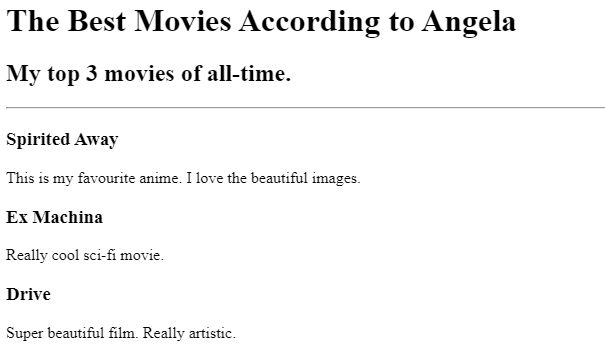 The Best Movies According to Angela
My top 3 movies of all-time.
Spirited Away
This is my favourite anime. I love the beautiful images.
Ex Machina
Really cool sci-fi movie.
Drive
Super beautiful film. Really artistic.